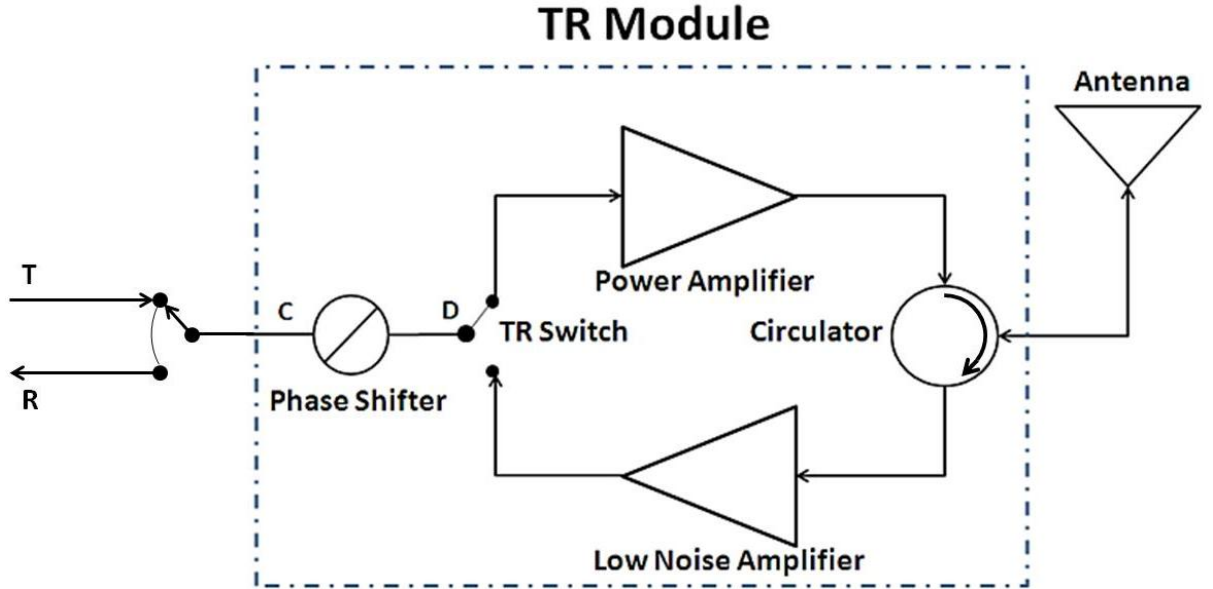 TR Module
Antenna
Power Amplifier
T
C
D
TR Switch
Circulator
R
Phase Shifter
Low Noise Amplifier